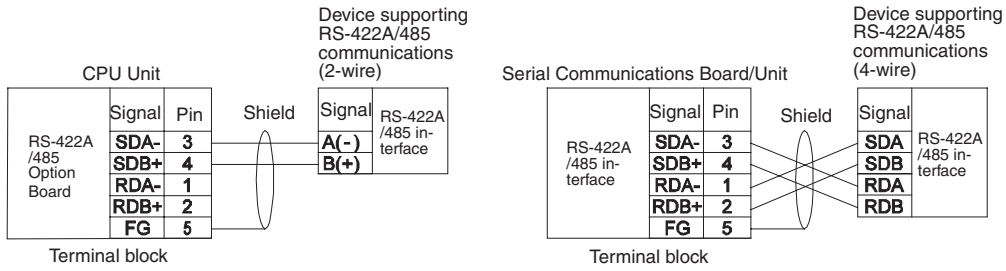 Device supporting
RS-422A/485
communications
(2-wire)
CPU Unit
Signal Pin
Shield
Signal
RS-422A
/485
Option
Board
SDA- 3
SDB+ 4
RDA- 1
RDB+ 2
FG 5
A(-)
B(+)
RS-422A
/485 in-
terface
Terminal block
Device supporting
RS-422A/485
communications
(4-wire)
Serial Communications Board/Unit
Signal Pin
Shield
Signal
RS-422A
/485 in-
terface
SDA- 3
SDB+ 4
RDA- 1
RDB+ 2
FG 5
SDA
SDB
RDA
RDB
RS-422A
/485 in-
terface
Terminal block